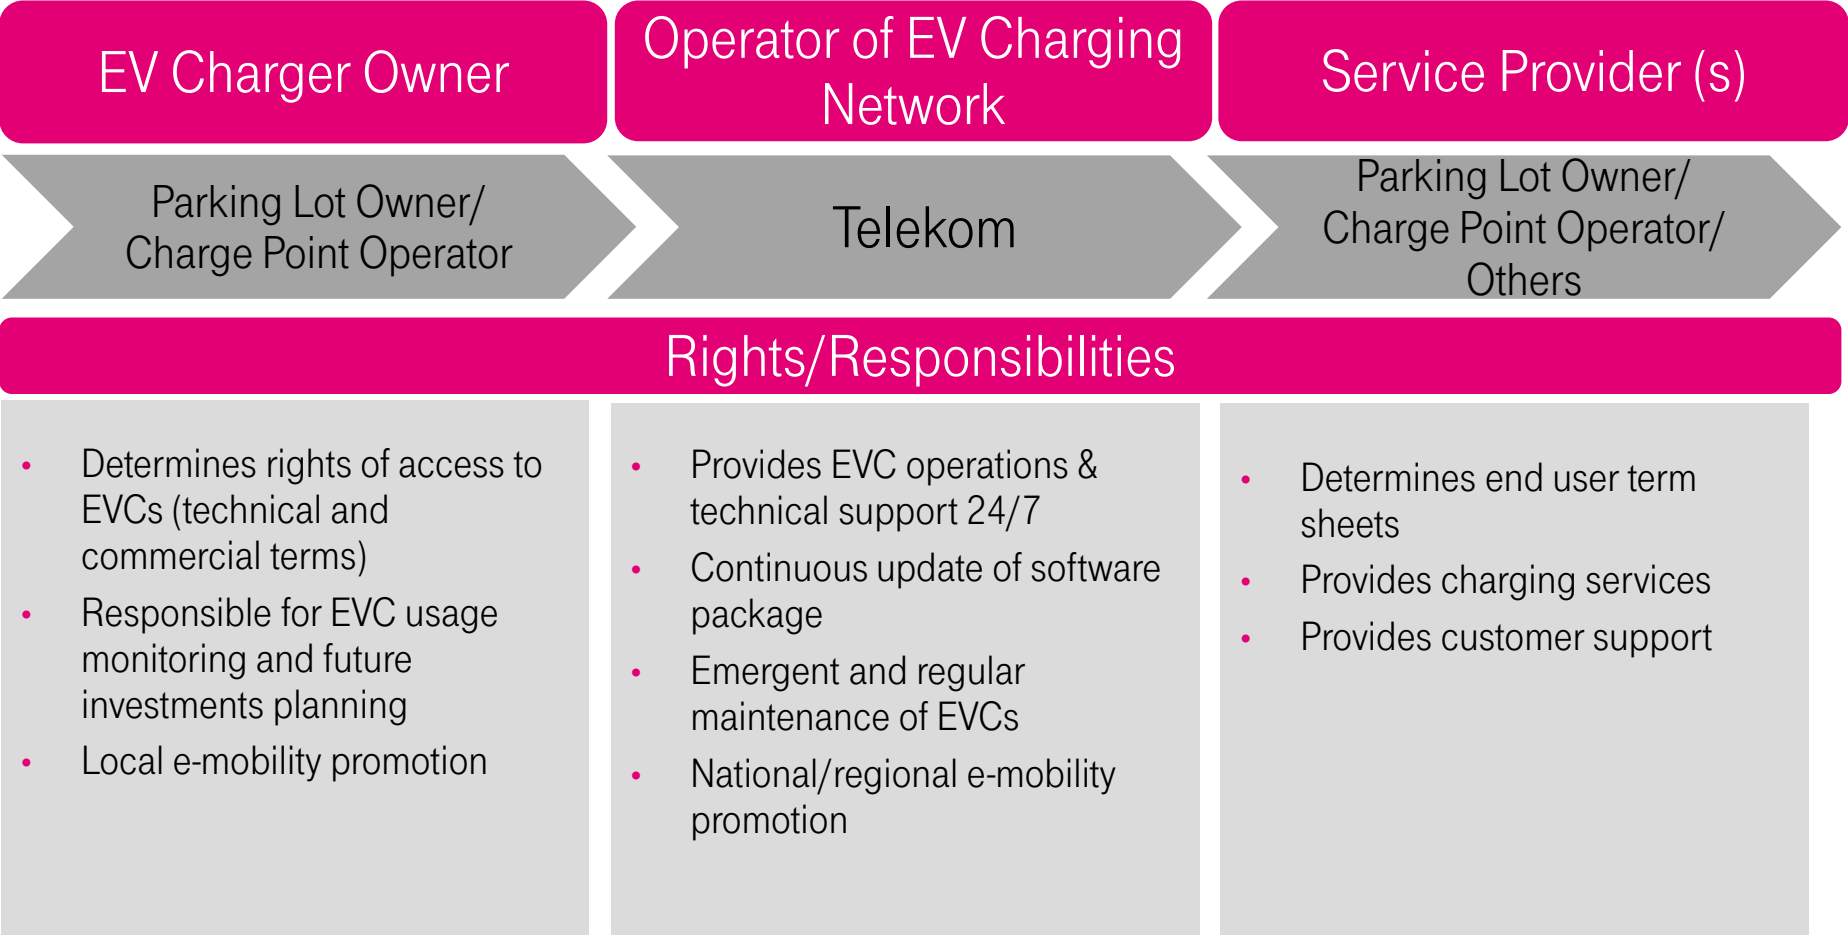 EV Charger Owner
Operator of EV Charging
Network
Service Provider (s)
Parking Lot Owner/
Charge Point Operator
Telekom
Parking Lot Owner/
Charge Point Operator/
Others
Rights/Responsibilities
• Determines rights of access to
EVCs (technical and
commercial terms)
• Responsible for EVC usage
monitoring and future
investments planning
• Local e-mobility promotion
• Provides EVC operations &
technical support 24/7
• Continuous update of software
package
• Emergent and regular
maintenance of EVCs
• National/regional e-mobility
promotion
• Determines end user term
sheets
• Provides charging services
• Provides customer support